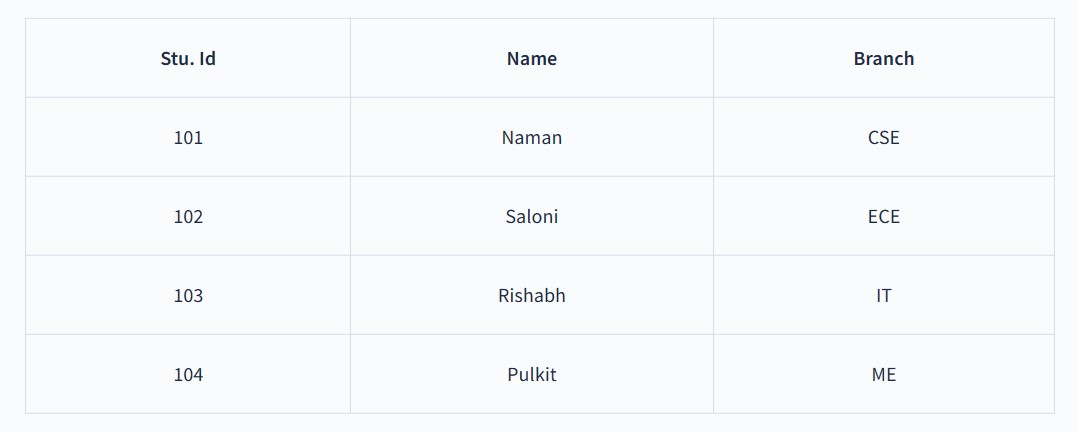 Stu. Id Name Branch
101 Naman CSE
102 Saloni ECE
103 Rishabh IT
104 Pulkit ME